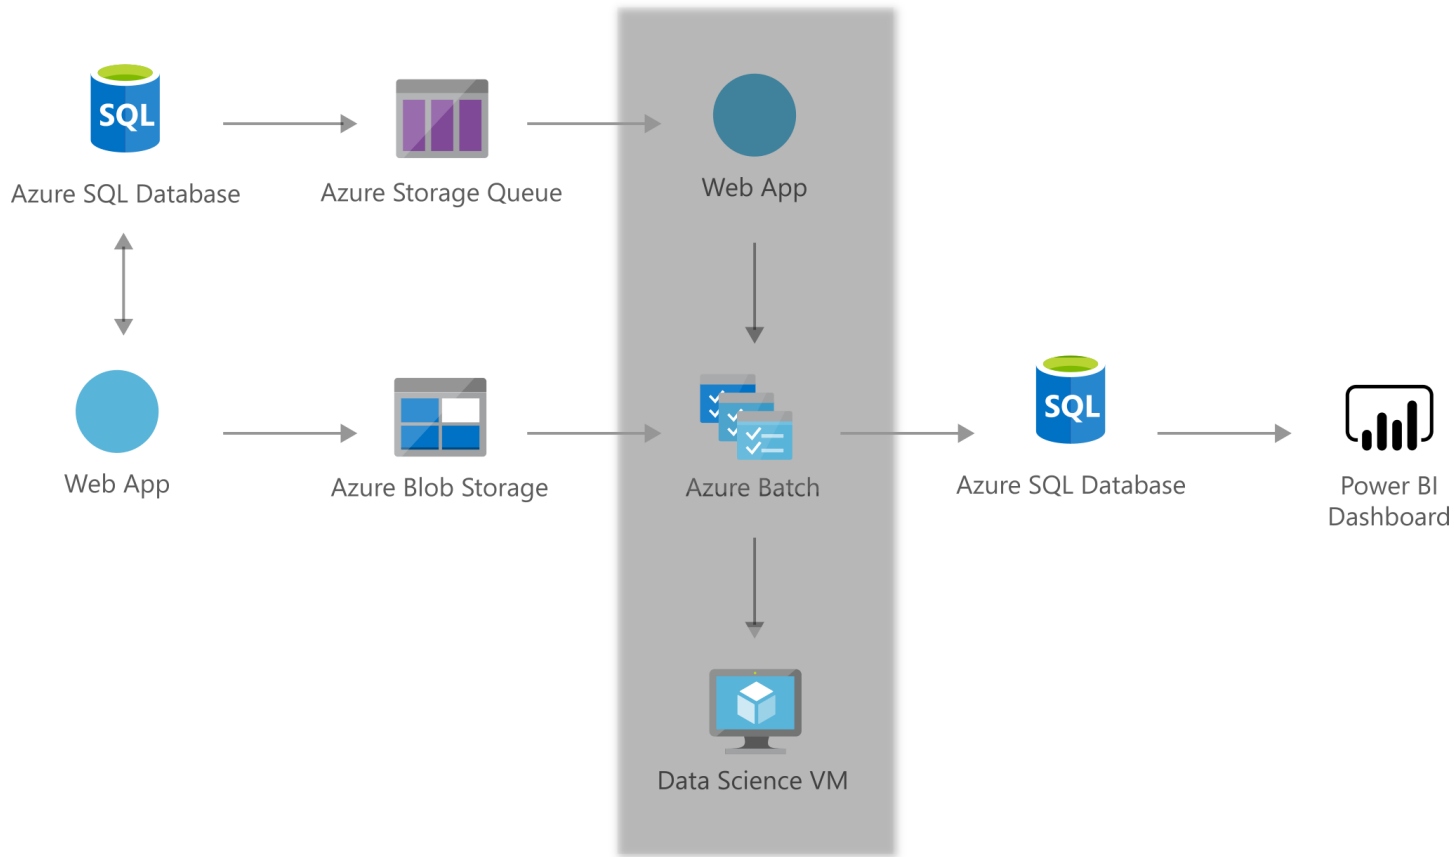 SQL
Azure SQL Database
Azure Storage Queue
Web App
Web App
Azure Blob Storage
Azure Batch
SQL
Azure SQL Database
Power BI
Dashboard
Data Science VM